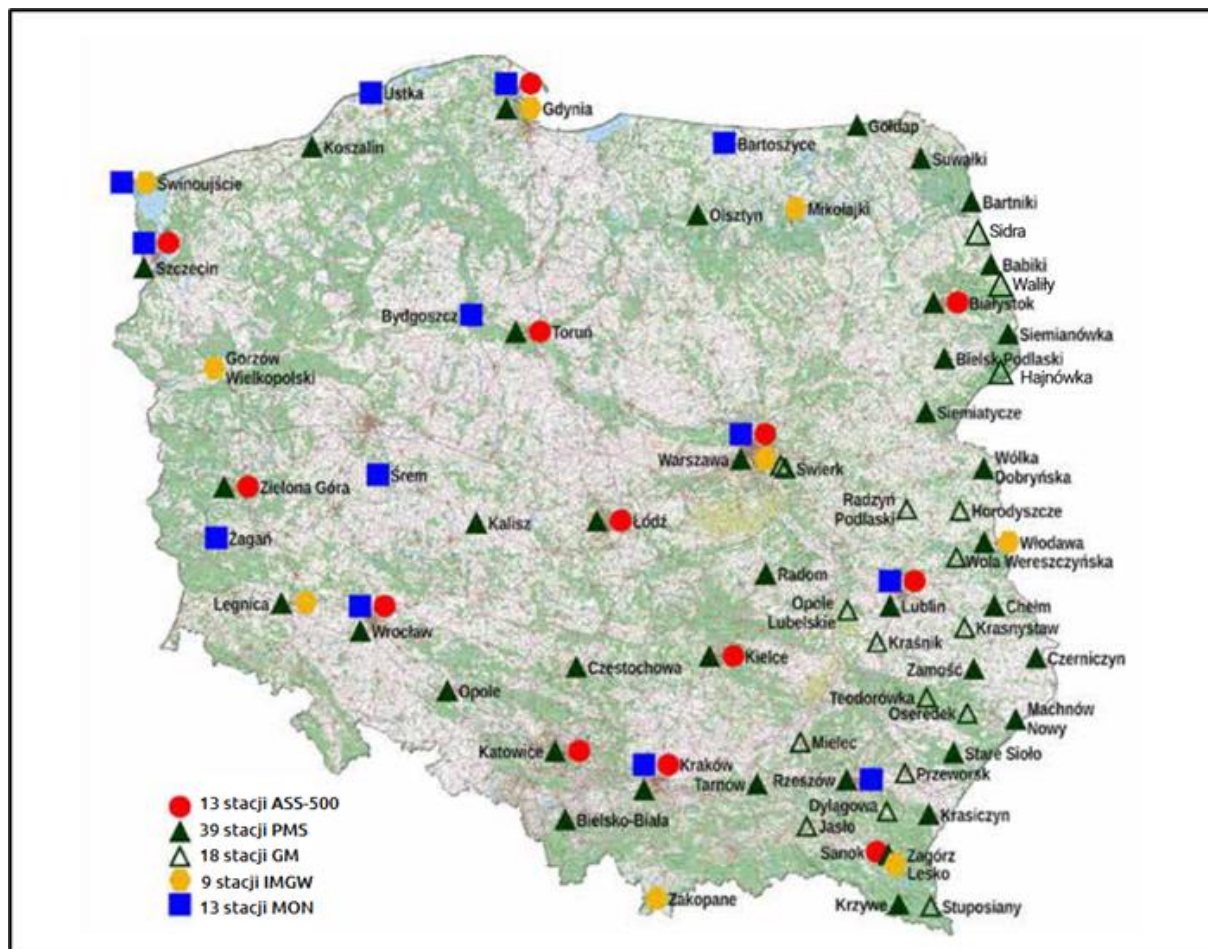 Ustka
Gdynia
Gołdap
Koszalin
Bartoszyce
Suwałki
Świnoujście
Bartniki
Olsztyn
Mikołajki
Sidra
Szczecin
Babiki
Waliły
Białystok
Bydgoszcz
Toruń
Siemianówka
Gorzów
Wielkopolski
Bielsk Podlaski
Hajnówka
Siemiatycze
Warszawa
Świerk
Wólka
Dobryńska
Śrem
Zielona Góra
Radzyń
Podlaski
Horodyszcze
Kalisz
Łódź
Żagań
Włodawa
Wola Wereszczyńska
Radom
Legnica
Opole
Lubelskie
Lublin
Chełm
Wrocław
Krasnystaw
Kraśnik
Kielce
Czerniczyn
Częstochowa
Zamość
Opole
Teodorówka
Oseredek
Machnów
Nowy
Katowice
Mielec
Stare Sioło
Kraków
Tarnów
Rzeszów
Przeworsk
Bielsko-Biała
Dylągowa
Krasiczyn
Jasło
Sanok
Zagórz
Lesko
Zakopane
Krzywe
Stuposiany
13 stacji ASS-500
39 stacji PMS
18 stacji GM
9 stacji IMGW
13 stacji MON